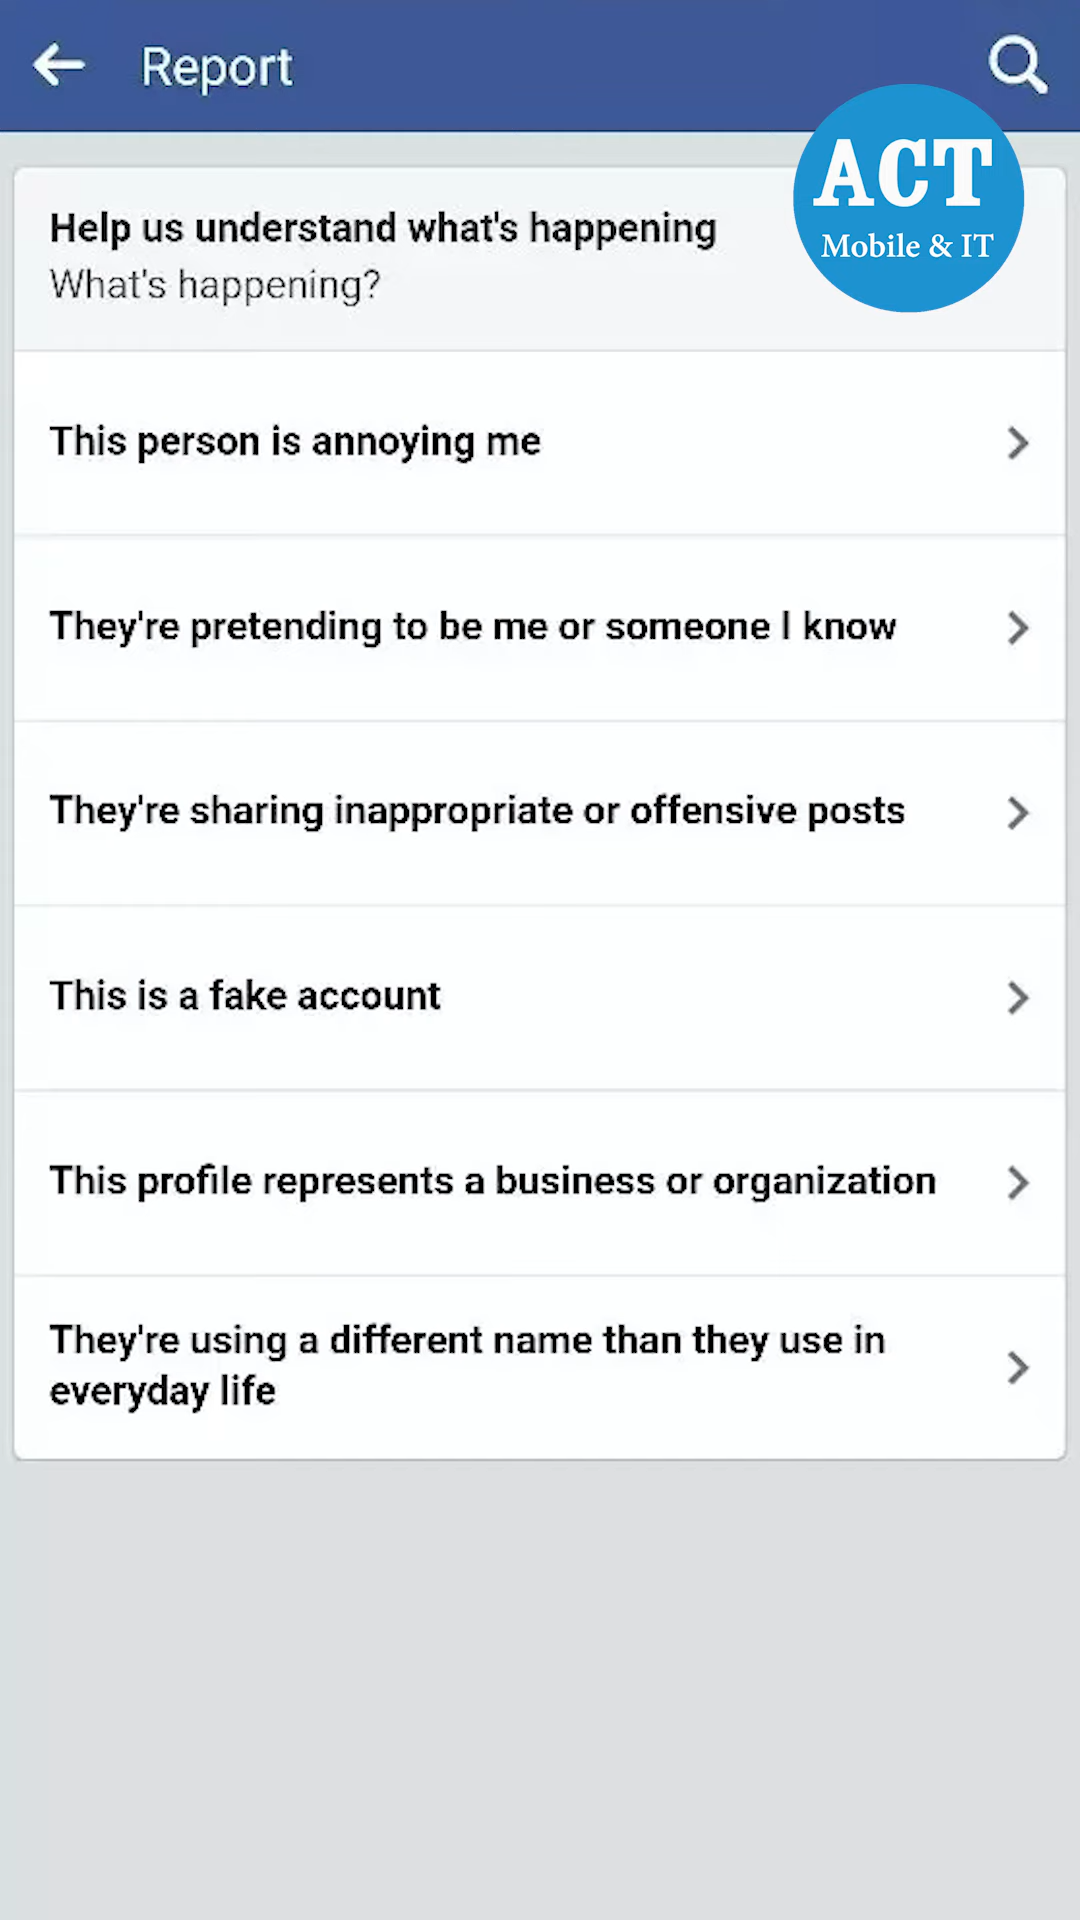 Report
ACT
Mobile & IT
Help us understand what's happening
What's happening?
This person is annoying me
They're pretending to be me or someone I know
They're sharing inappropriate or offensive posts
This is a fake account
This profile represents a business or organization
They're using a different name than they use in
everyday life